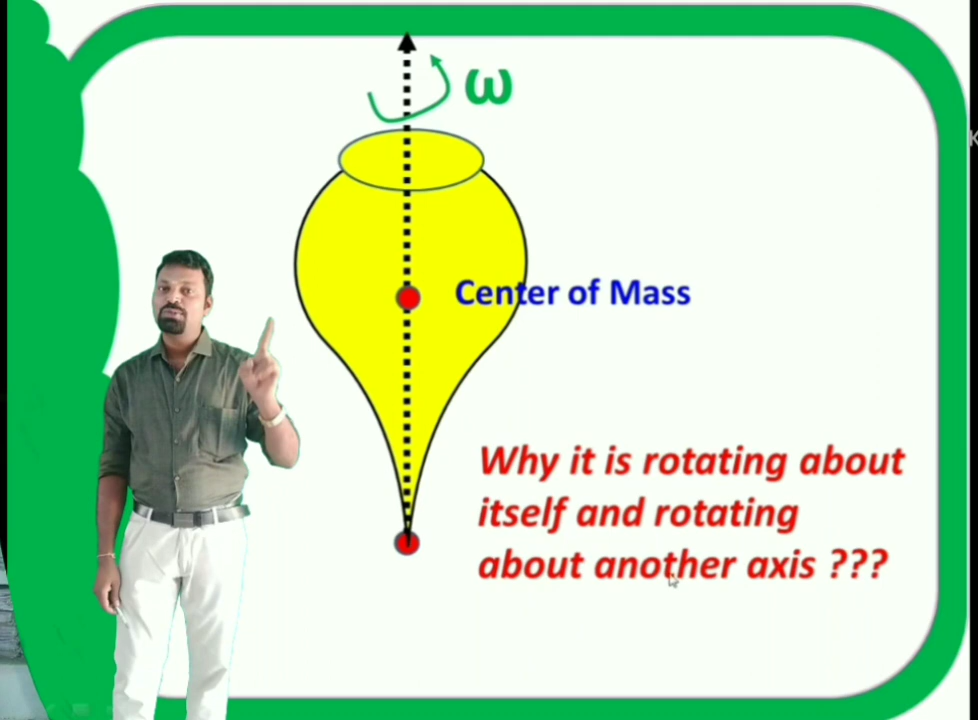 ω
Center of Mass
Why it is rotating about
itself and rotating
about another axis ???
K